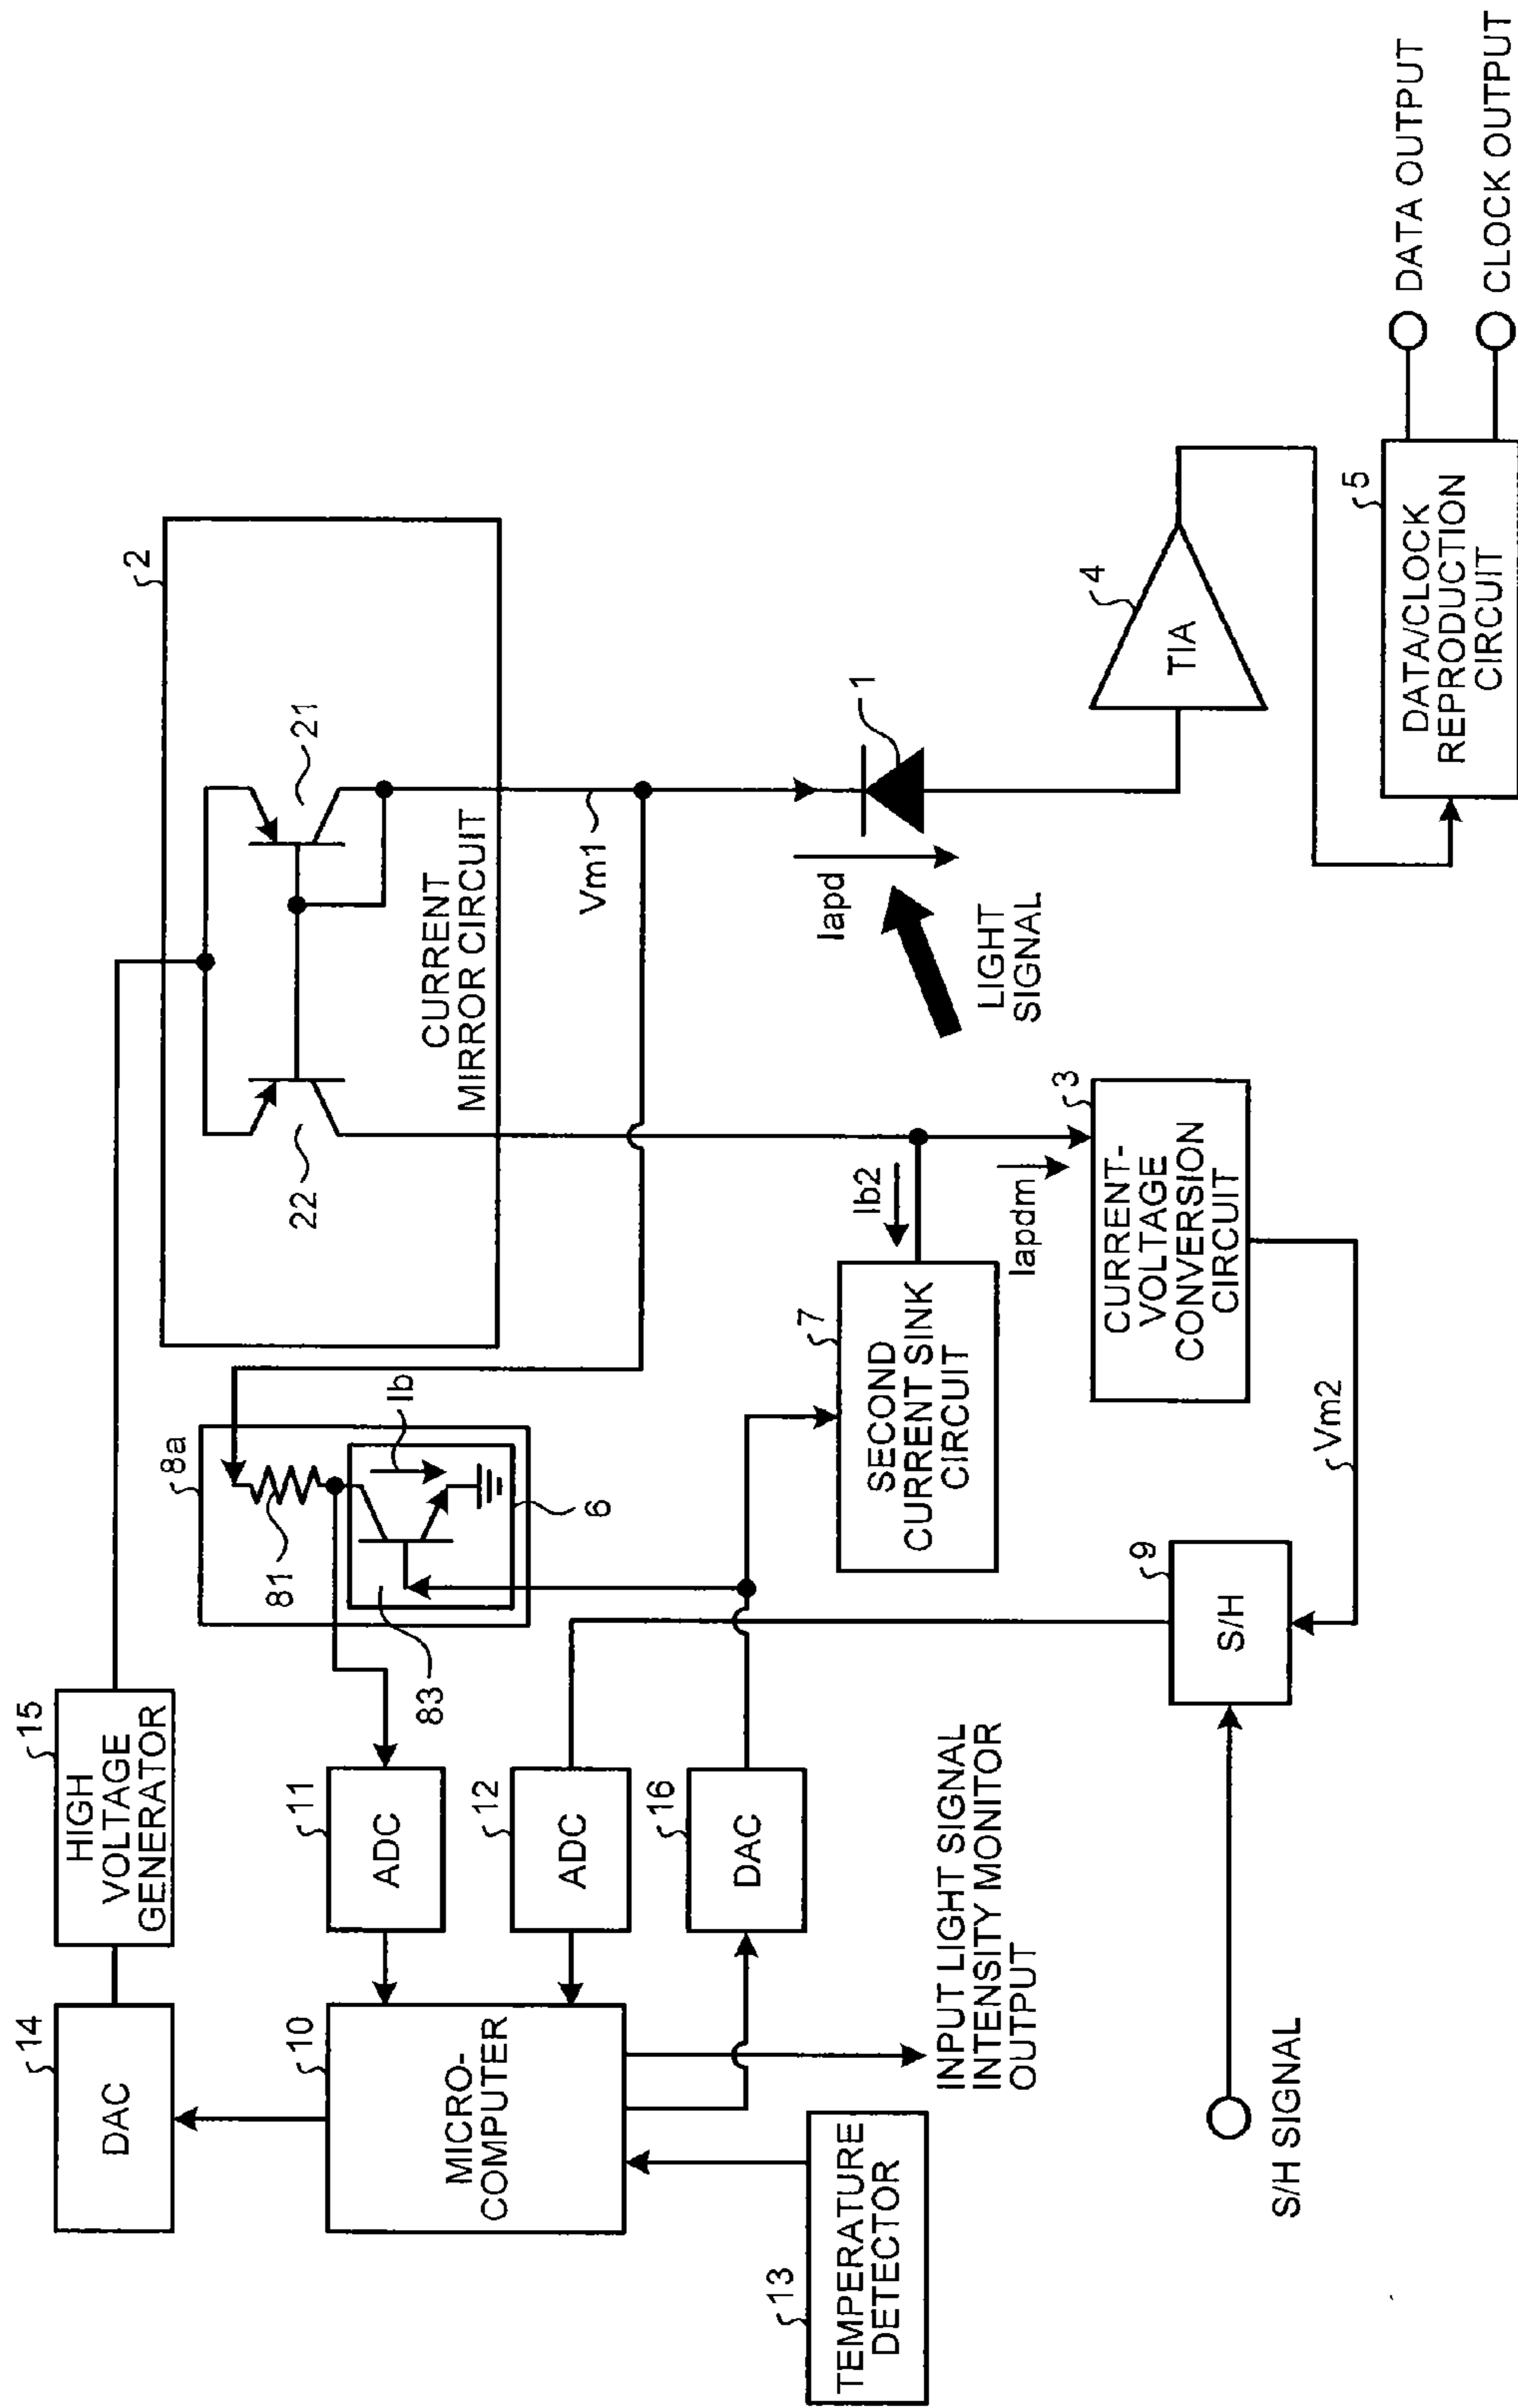 14
DAC
15
HIGH
VOLTAGE
GENERATOR
2
21
22
CURRENT
MIRROR CIRCUIT
8a
81
Ib
83
6
Vm1
10
MICRO-
COMPUTER
11
ADC
12
ADC
16
DAC
7
SECOND
CURRENT SINK
CIRCUIT
Ib2
Iapdm
Iapd
1
LIGHT
SIGNAL
13
TEMPERATURE
DETECTOR
INPUT LIGHT SIGNAL
INTENSITY MONITOR
OUTPUT
3
CURRENT-
VOLTAGE
CONVERSION
CIRCUIT
4
TIA
9
S/H
Vm2
S/H SIGNAL
5
DATA/CLOCK
REPRODUCTION
CIRCUIT
DATA OUTPUT
CLOCK OUTPUT